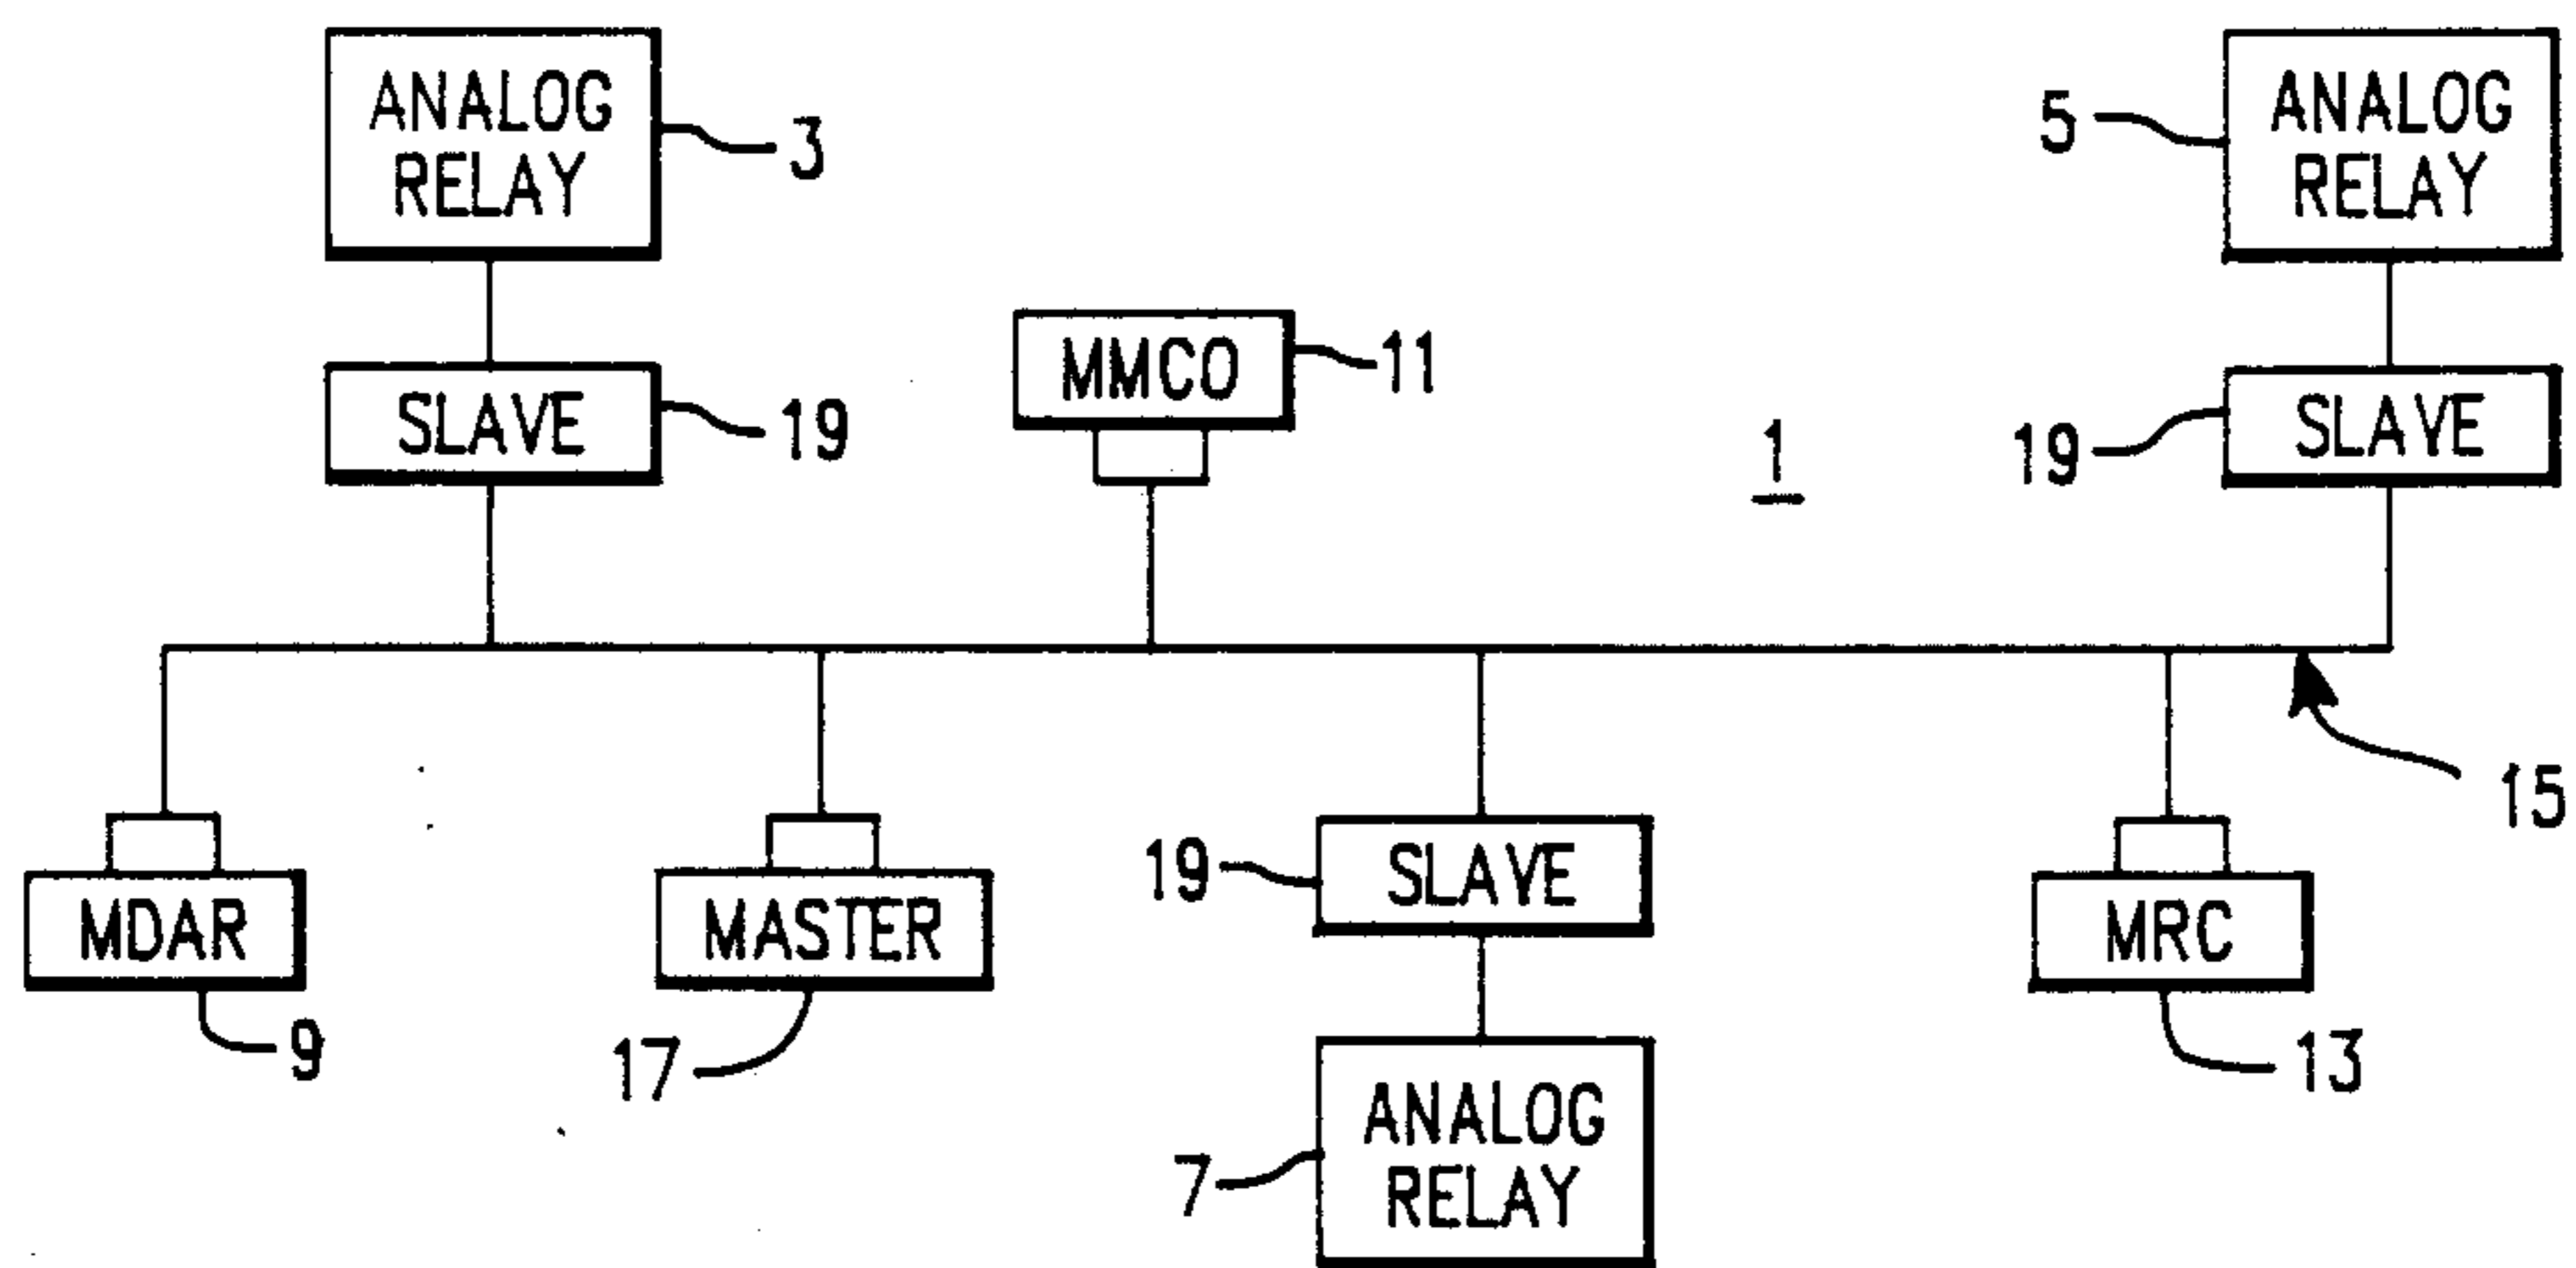 ANALOG
RELAY
3
5
ANALOG
RELAY
SLAVE
19
MMCO
11
1
19
SLAVE
15
MDAR
9
MASTER
17
19
SLAVE
MRC
13
7
ANALOG
RELAY